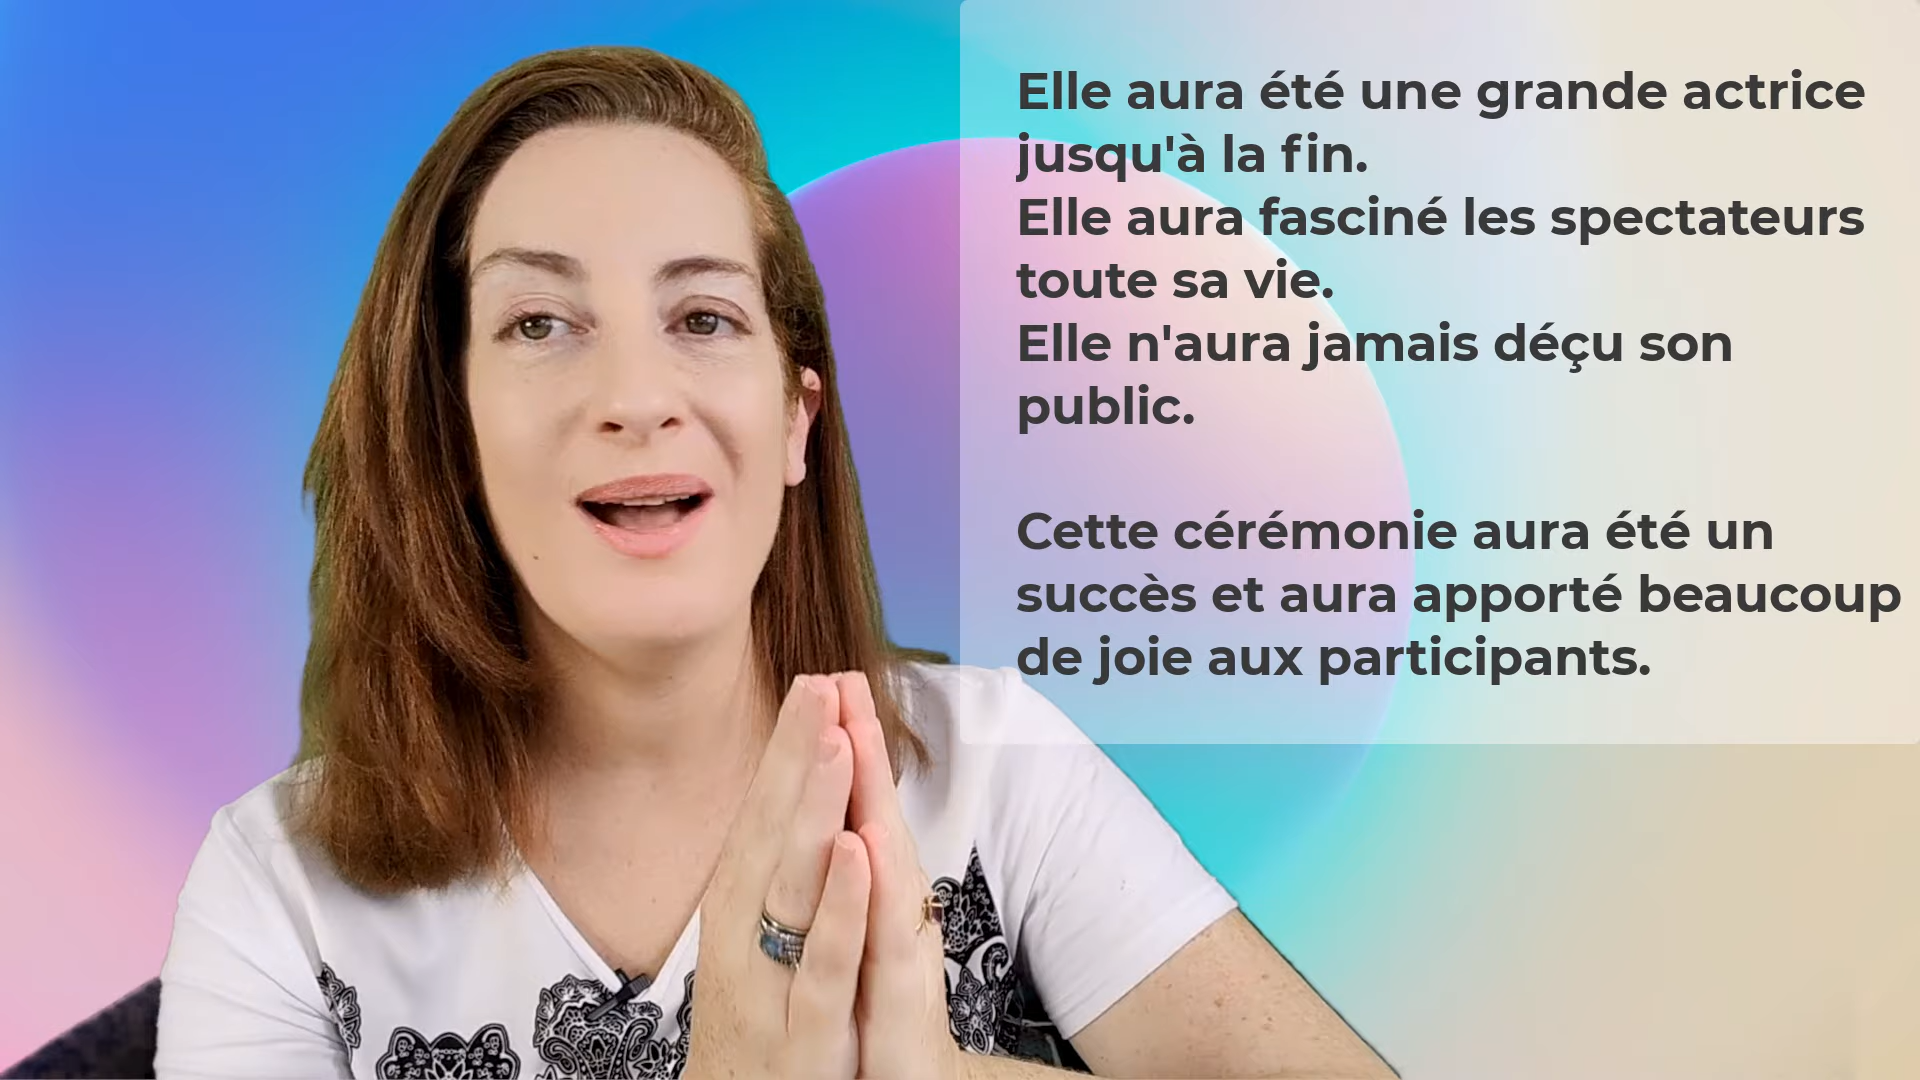 Elle aura été une grande actrice
jusqu'à la fin.
Elle aura fasciné les spectateurs
toute sa vie.
Elle n'aura jamais déçu son
public.
Cette cérémonie aura été un
succès et aura apporté beaucoup
de joie aux participants.